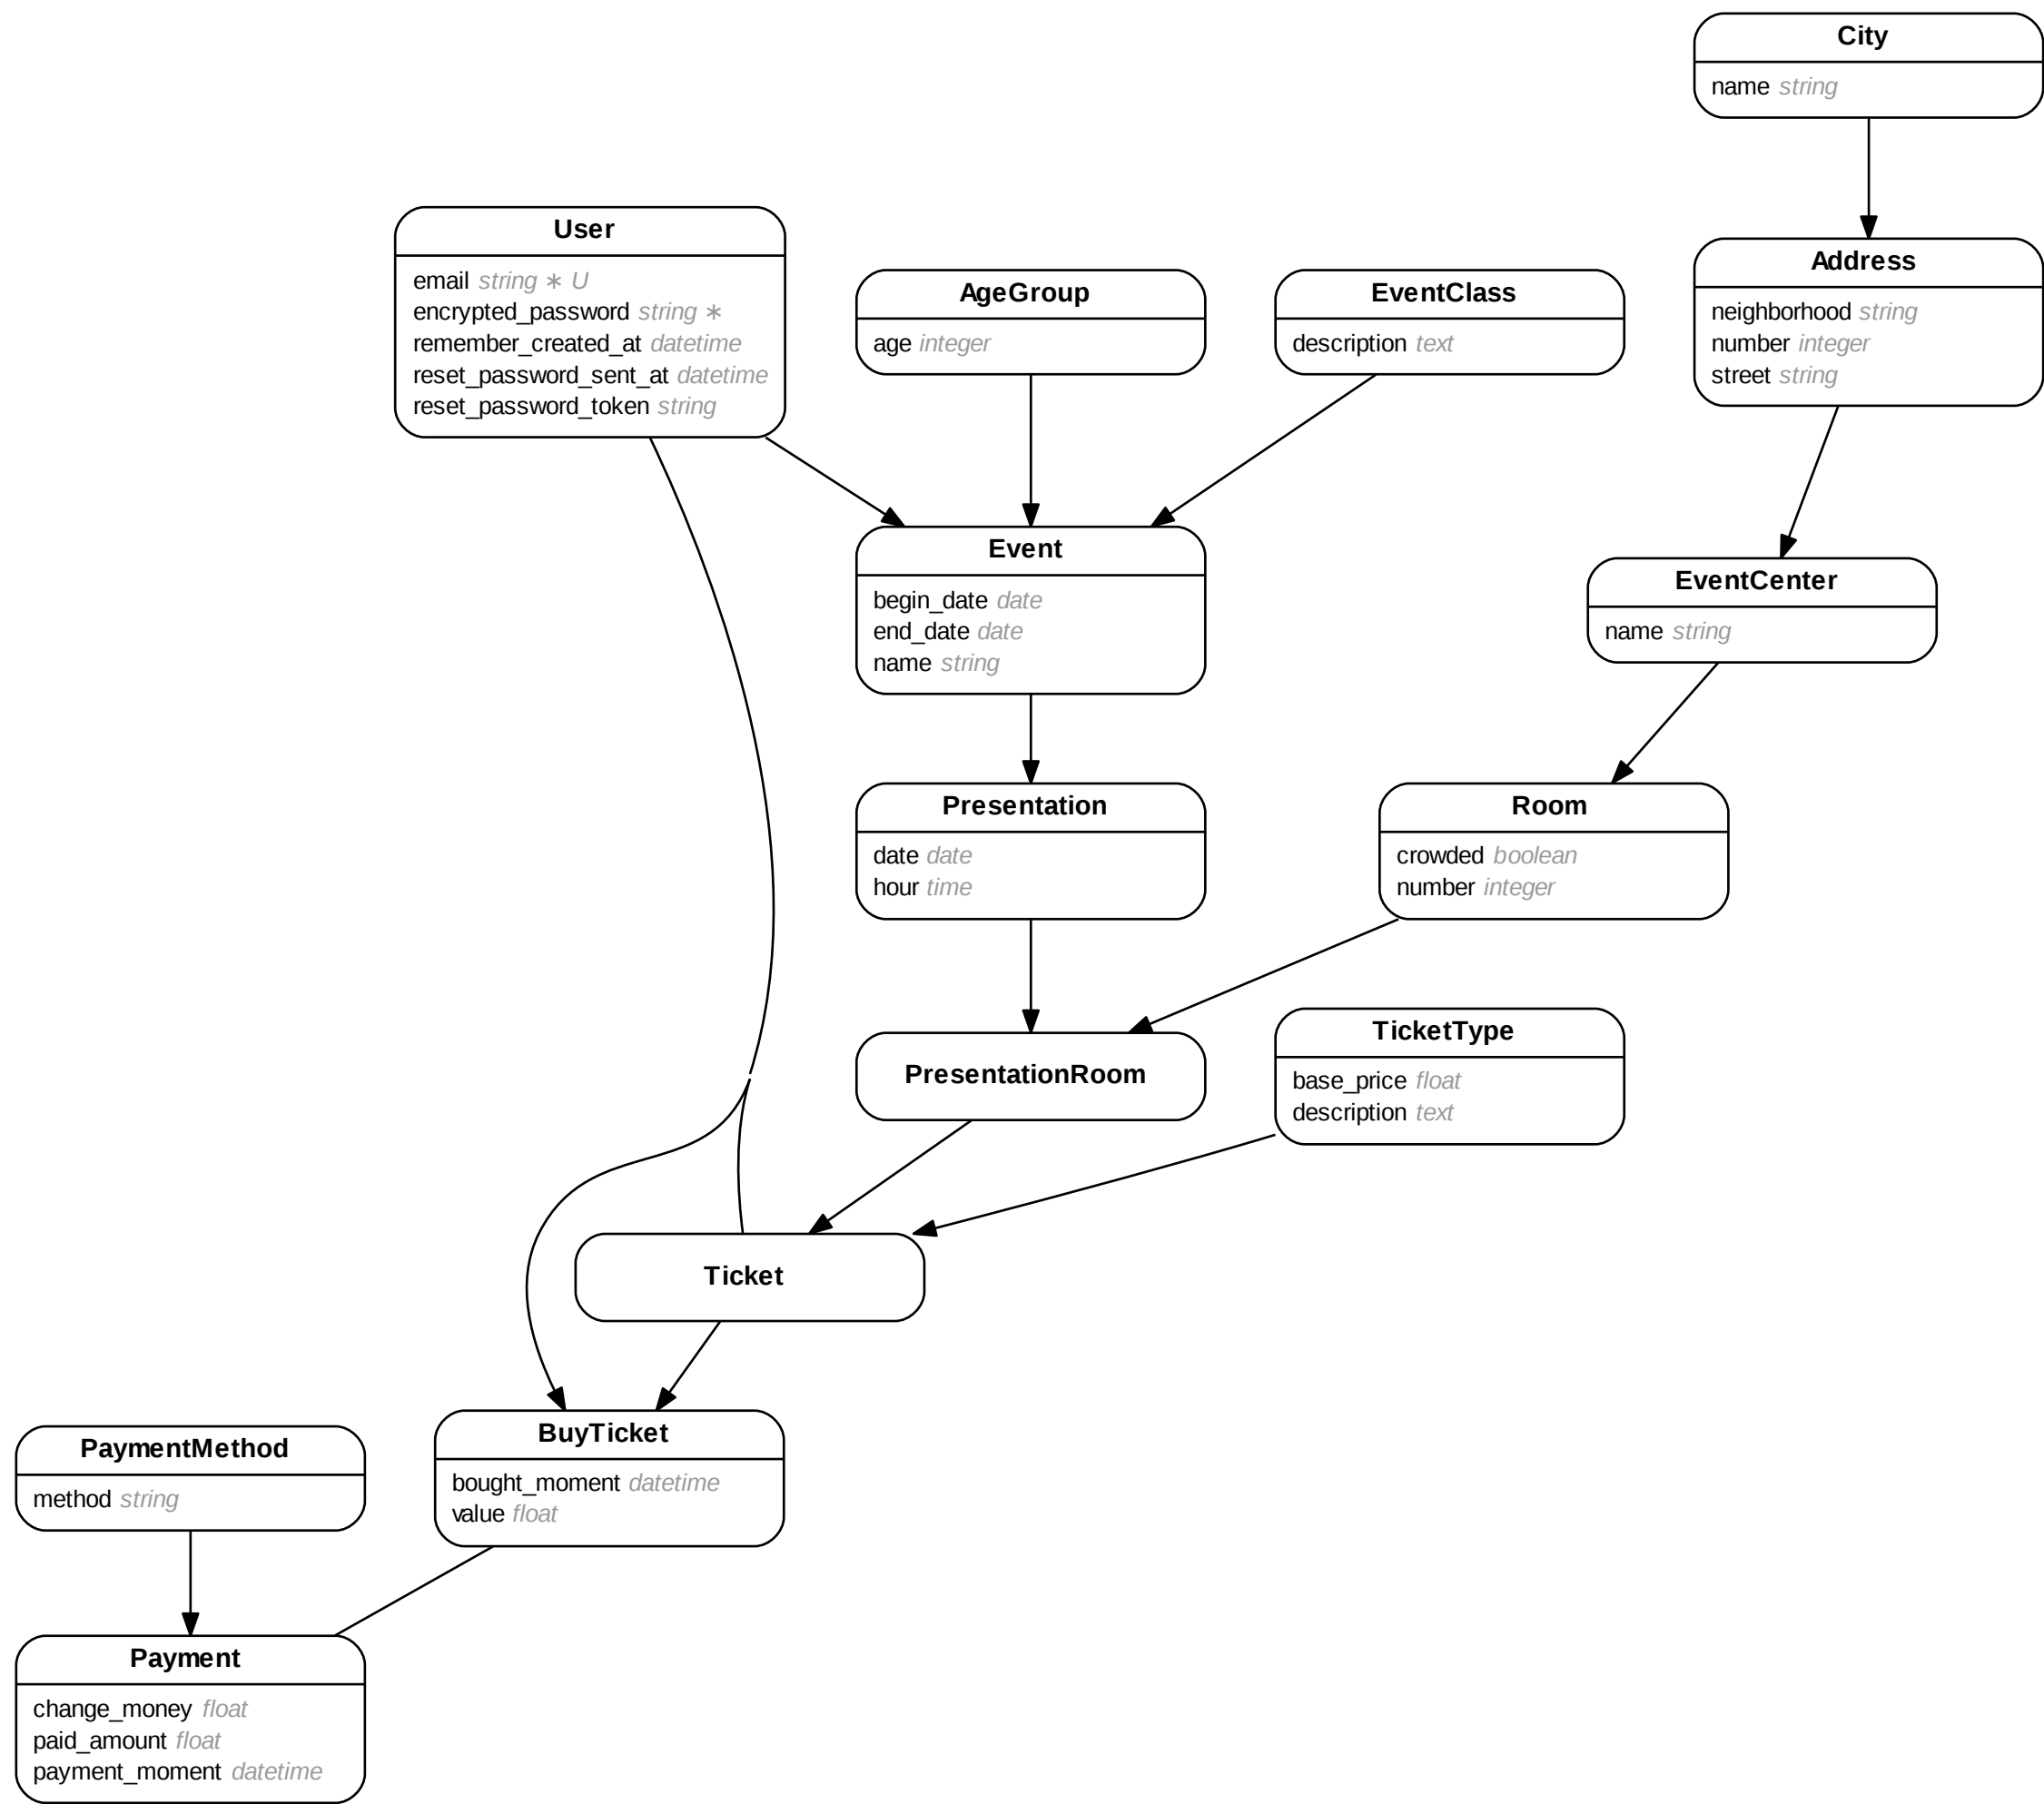 City
name string
User
email string ∗ U
encrypted_password string ∗
remember_created_at datetime
reset_password_sent_at datetime
reset_password_token string
AgeGroup
age integer
EventClass
description text
Address
neighborhood string
number integer
street string
Event
begin_date date
end_date date
name string
EventCenter
name string
Presentation
date date
hour time
Room
crowded boolean
number integer
PresentationRoom
TicketType
base_price float
description text
Ticket
BuyTicket
bought_moment datetime
value float
PaymentMethod
method string
Payment
change_money float
paid_amount float
payment_moment datetime